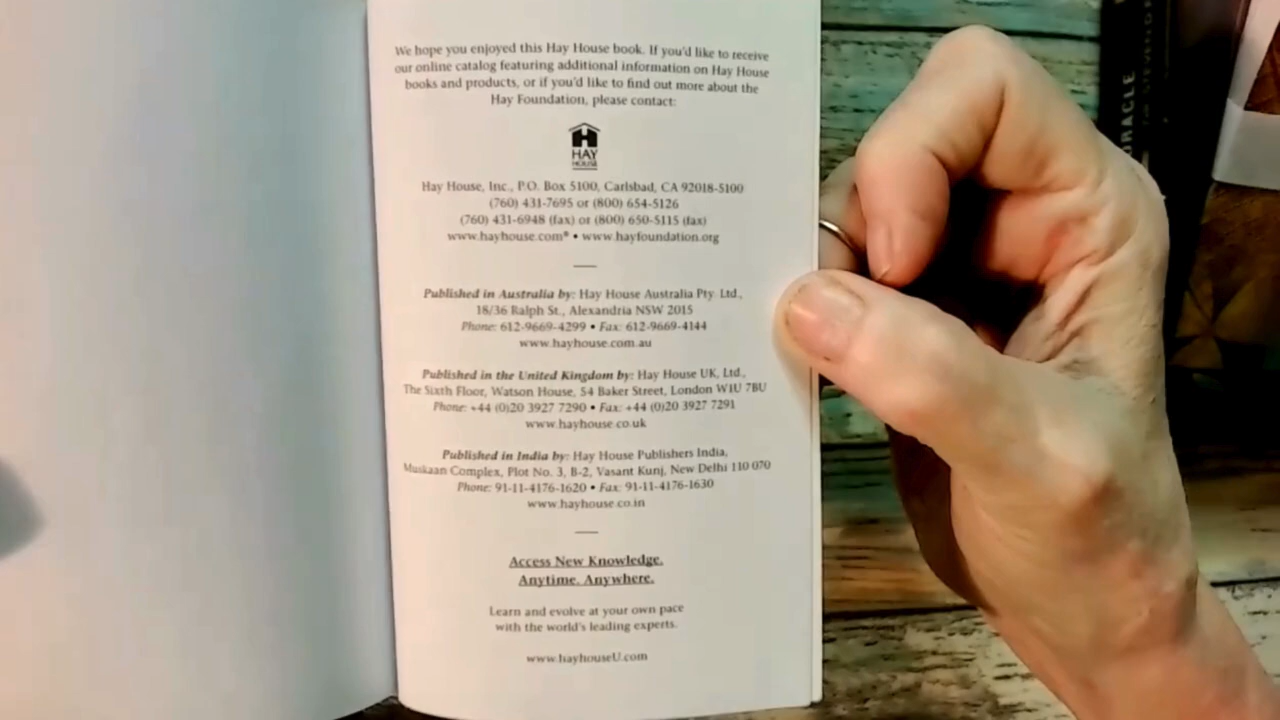 We hope you enjoyed this Hay House book. If you'd like to receive
our online catalog featuring additional information on Hay House
books and products, or if you'd like to find out more about the
Hay Foundation, please contact:
HAY
HOUSE
Hay House, Inc., P.O. Box 5100, Carlsbad, CA 92018-5100
(760) 431-7695 or (800) 654-5126
(760) 431-6948 (fax) or (800) 650-5115 (fax)
www.hayhouse.com® • www.hayfoundation.org
Published in Australia by: Hay House Australia Pty. Ltd.,
18/36 Ralph St., Alexandria NSW 2015
Phone: 612-9669-4299 • Fax: 612-9669-4144
www.hayhouse.com.au
Published in the United Kingdom by: Hay House UK, Ltd.,
The Sixth Floor, Watson House, 54 Baker Street, London W1U 7BU
Phone: +44 (0)20 3927 7290 • Fax: +44 (0)20 3927 7291
www.hayhouse.co.uk
Published in India by: Hay House Publishers India,
Muskaan Complex, Plot No. 3, B-2, Vasant Kunj, New Delhi 110 070
Phone: 91-11-4176-1620 • Fax: 91-11-4176-1630
www.hayhouse.co.in
Access New Knowledge.
Anytime. Anywhere.
Learn and evolve at your own pace
with the world's leading experts.
www.hayhouseU.com